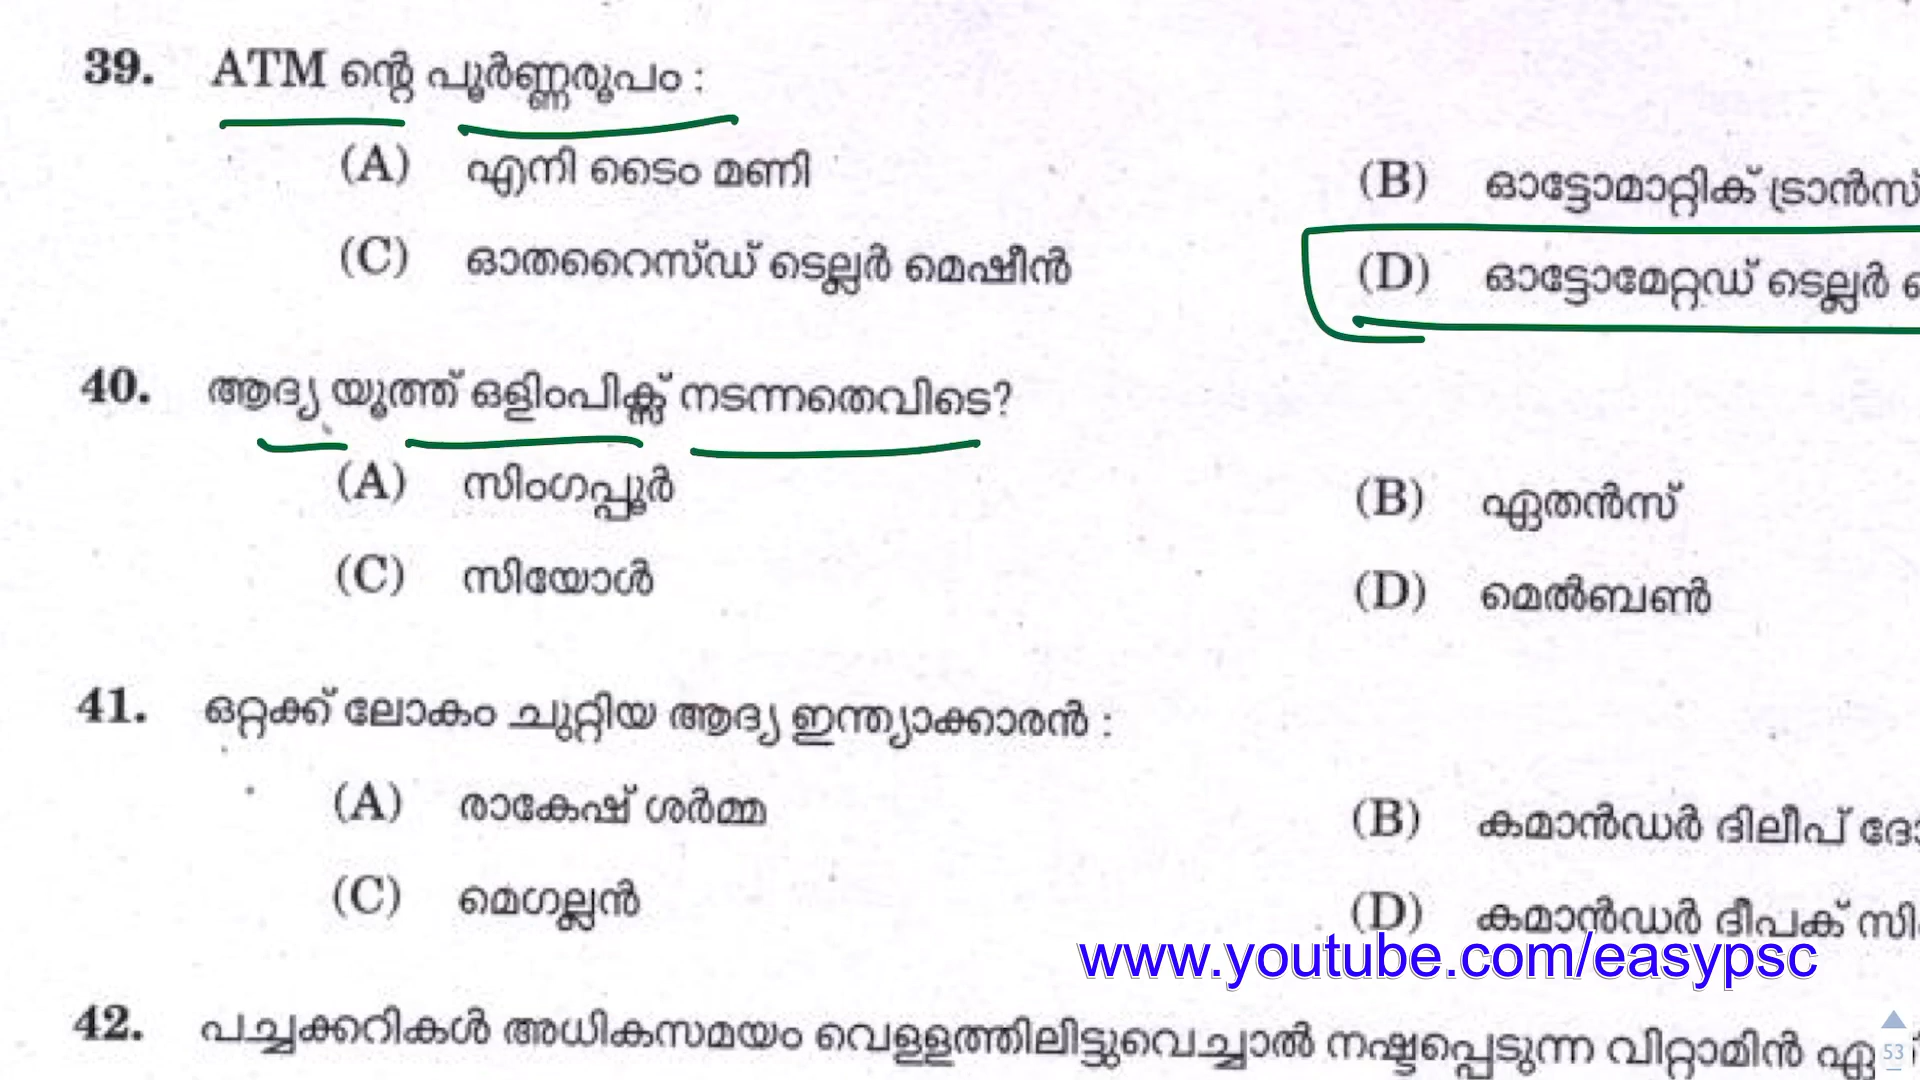 39. ATM ന്റെ പൂർണ്ണരൂപം :
(A) എനി ടൈം മണി
(B) ഓട്ടോമാറ്റിക് ട്രാൻസ്
(C) ഓതറൈസ്ഡ് ടെല്ലർ മെഷീൻ
(D) ഓട്ടോമേറ്റഡ് ടെല്ലർ
40. ആദ്യ യൂത്ത് ഒളിംപിക്സ് നടന്നതെവിടെ?
(A) സിംഗപ്പൂർ
(B) ഏതൻസ്
(C) സിയോൾ
(D) മെൽബൺ
41. ഒറ്റക്ക് ലോകം ചുറ്റിയ ആദ്യ ഇന്ത്യാക്കാരൻ :
(A) രാകേഷ് ശർമ്മ
(B) കമാൻഡർ ദിലീപ്
(C) മെഗല്ലൻ
(D) കമാൻഡർ ദീപക്
www.youtube.com/easypsc
42. പച്ചക്കറികൾ അധികസമയം വെള്ളത്തിലിട്ടുവെച്ചാൽ നഷ്ടപ്പെടുന്ന വിറ്റാമിൻ
53